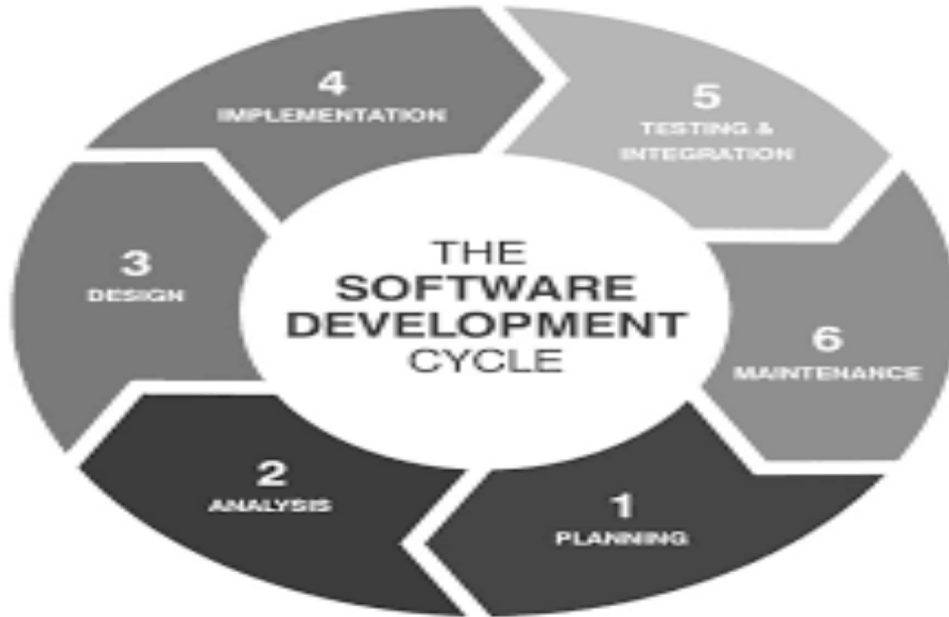 THE
SOFTWARE
DEVELOPMENT
CYCLE
1
PLANNING
2
ANALYSIS
3
DESIGN
4
IMPLEMENTATION
5
TESTING &
INTEGRATION
6
MAINTENANCE